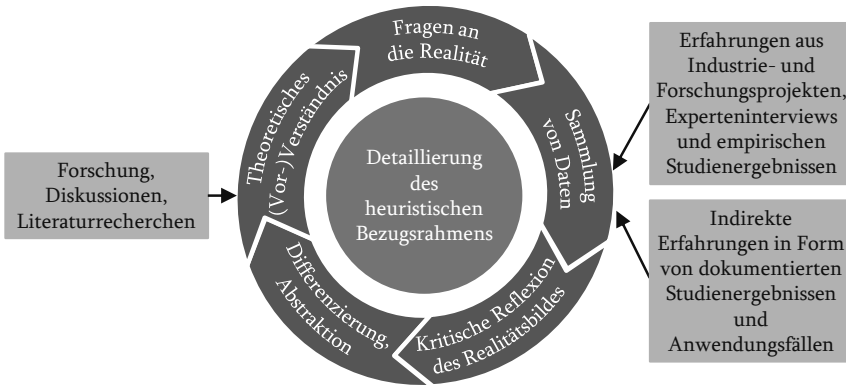 Fragen an
die Realität
Theoretisches
(Vor-)Verständnis
Sammlung
von Daten
Detaillierung
des
heuristischen
Bezugsrahmens
Kritische Reflexion
des Realitätsbildes
Differenzierung,
Abstraktion
Forschung,
Diskussionen,
Literaturrecherchen
Erfahrungen aus
Industrie- und
Forschungsprojekten,
Experteninterviews
und empirischen
Studienergebnissen
Indirekte
Erfahrungen in Form
von dokumentierten
Studienergebnissen
und
Anwendungsfällen